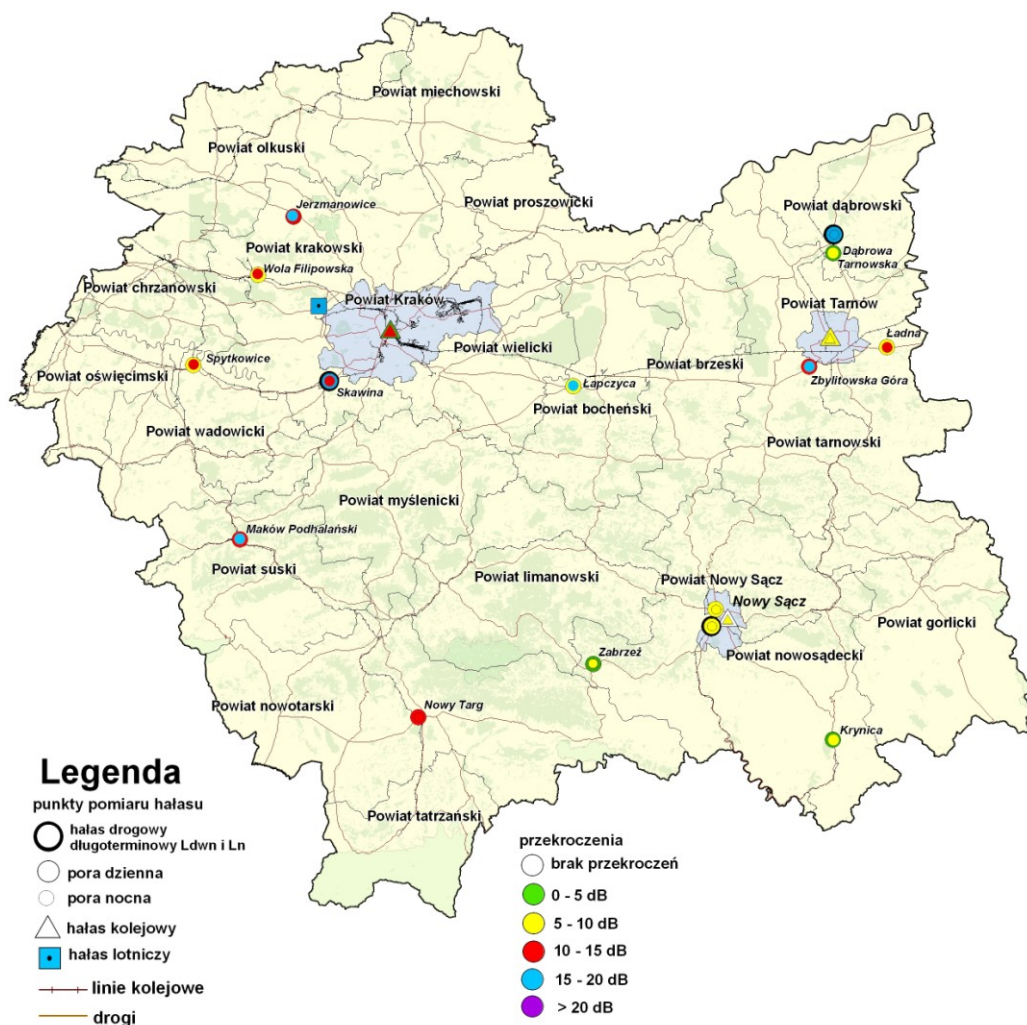 Powiat miechowski
Powiat olkuski
Powiat proszowicki
Powiat dąbrowski
Jerzmanowice
Powiat krakowski
Dąbrowa
Tarnowska
Wola Filipowska
Powiat chrzanowski
Powiat Kraków
Powiat Tarnów
Ładna
Powiat wielicki
Spytkowice
Powiat brzeski
Powiat oświęcimski
Zbylitowska Góra
Skawina
Łapczyca
Powiat bocheński
Powiat wadowicki
Powiat tarnowski
Powiat myślenicki
Maków Podhalański
Powiat suski
Powiat limanowski
Powiat Nowy Sącz
Nowy Sącz
Powiat gorlicki
Zabrzeż
Powiat nowosądecki
Powiat nowotarski
Nowy Targ
Krynica
Powiat tatrzański
Legenda
punkty pomiaru hałasu
hałas drogowy
długoterminowy Ldwn i Ln
pora dzienna
pora nocna
hałas kolejowy
hałas lotniczy
linie kolejowe
drogi
przekroczenia
brak przekroczeń
0 - 5 dB
5 - 10 dB
10 - 15 dB
15 - 20 dB
> 20 dB